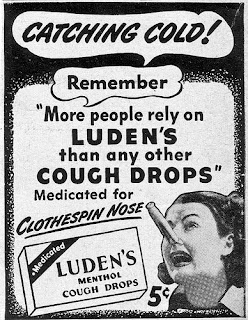 CATCHING COLD!
Remember
"More people rely on
LUDEN'S
than any other
COUGH DROPS"
Medicated for
CLOTHESPIN NOSE
• Medicated
LUDEN'S
MENTHOL
COUGH DROPS
5¢